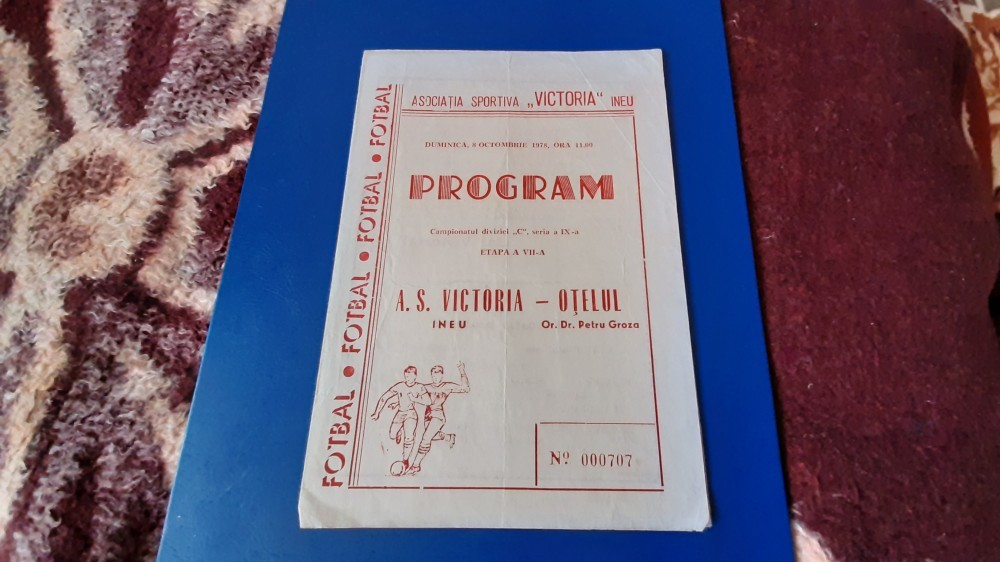 ASOCIAȚIA SPORTIVA „VICTORIA" INEU
DUMINICĂ, 8 OCTOMBRIE 1978, ORA 11.00
PROGRAM
Campionatul diviziei „C", seria a IX-a
ETAPA A VII-A
A. S. VICTORIA – OȚELUL
INEU Or. Dr. Petru Groza
Nº 000707
FOTBAL • FOTBAL • FOTBAL • FOTBAL